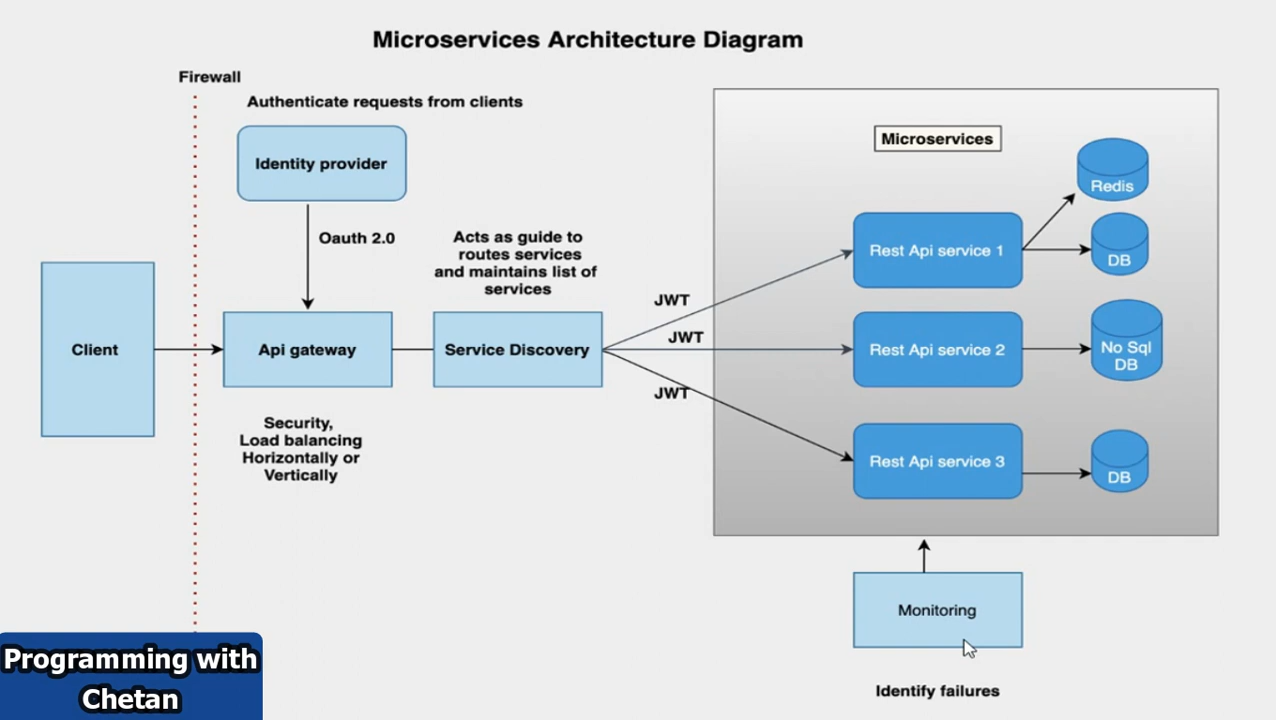 Microservices Architecture Diagram
Firewall
Authenticate requests from clients
Identity provider
Oauth 2.0
Acts as guide to
routes services
and maintains list of
services
Client
Api gateway
Service Discovery
Security,
Load balancing
Horizontally or
Vertically
JWT
JWT
JWT
Microservices
Redis
Rest Api service 1
DB
Rest Api service 2
No Sql
DB
Rest Api service 3
DB
Monitoring
Identify failures
Programming with
Chetan